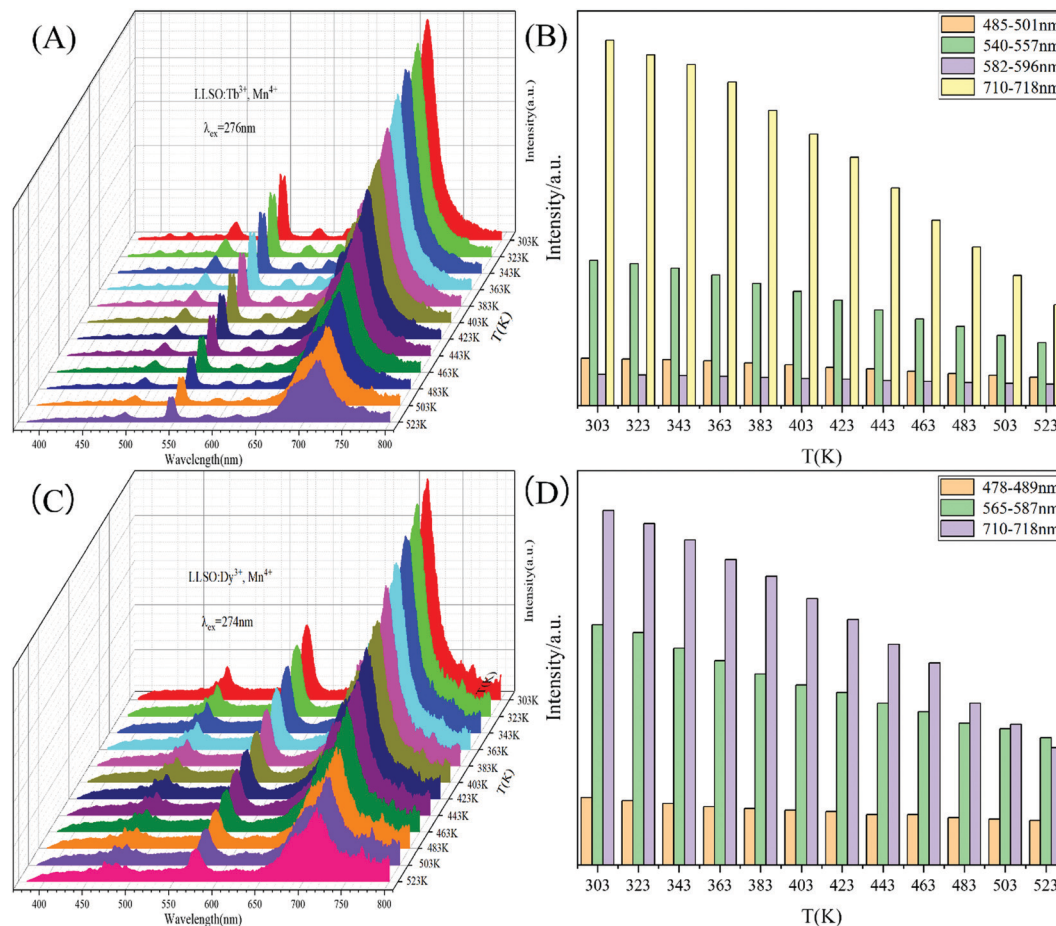 (A)
LLSO:Tb3+, Mn4+
λex=276nm
Intensity(a.u.)
303K
323K
343K
363K
383K
403K
423K
443K
463K
483K
503K
523K
T(K)
400 450 500 550 600 650 700 750 800
Wavelength(nm)
(B)
485-501nm
540-557nm
582-596nm
710-718nm
Intensity/a.u.
303 323 343 363 383 403 423 443 463 483 503 523
T(K)
(C)
LLSO:Dy3+, Mn4+
λex=274nm
Intensity(a.u.)
T(K)
303K
323K
343K
363K
383K
403K
423K
443K
463K
483K
503K
523K
T(K)
400 450 500 550 600 650 700 750 800
Wavelength(nm)
(D)
478-489nm
565-587nm
710-718nm
Intensity/a.u.
303 323 343 363 383 403 423 443 463 483 503 523
T(K)